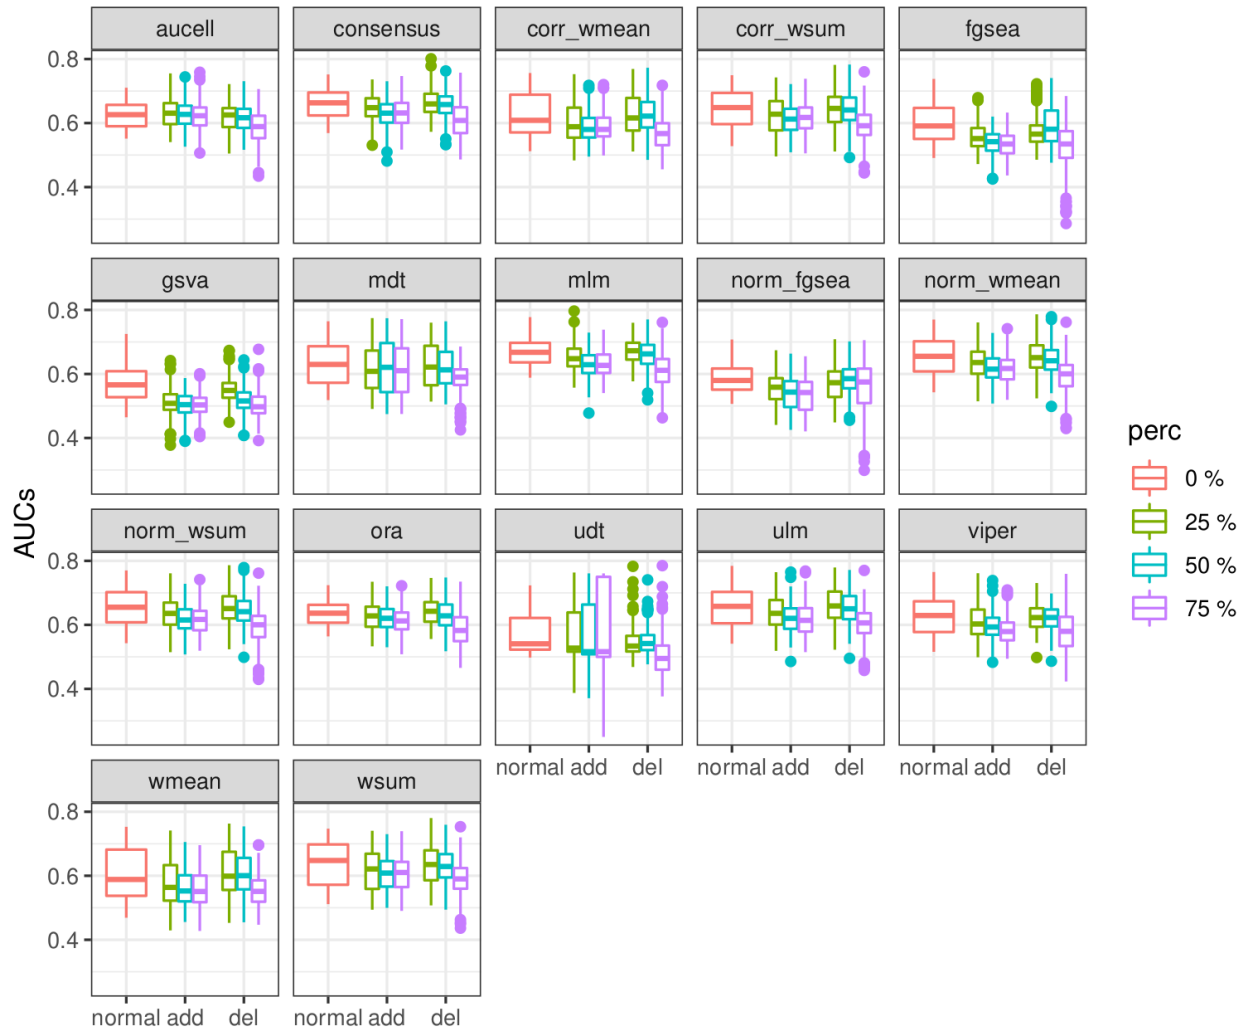 aucell consensus corr_wmean corr_wsum fgsea
0.8
0.6
0.4
gsva mdt mlm norm_fgsea norm_wmean
0.8
0.6
0.4
norm_wsum ora udt ulm viper
0.8
0.6
0.4
normal add del normal add del normal add del
wmean wsum
0.8
0.6
0.4
normal add del normal add del
AUCs
perc
0 %
25 %
50 %
75 %